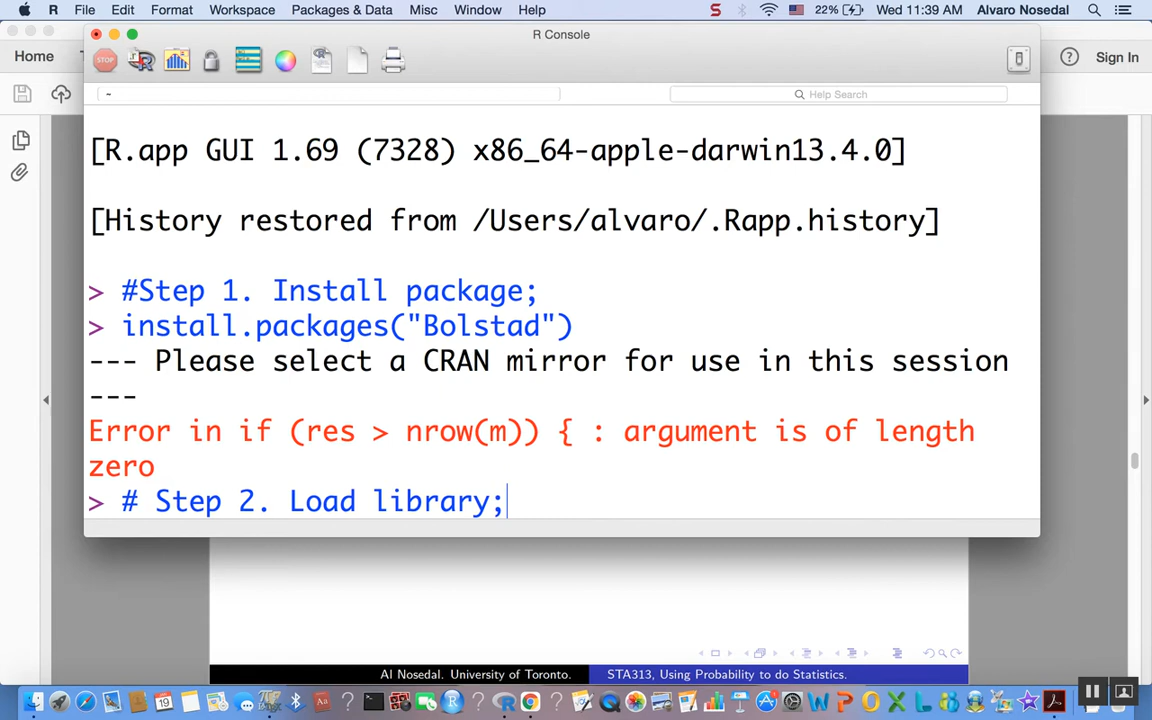 R File Edit Format Workspace Packages & Data Misc Window Help S 22% Wed 11:39 AM Alvaro Nosedal
R Console
Home
? Sign In
STOP
~
Help Search
[R.app GUI 1.69 (7328) x86_64-apple-darwin13.4.0]
[History restored from /Users/alvaro/.Rapp.history]
> #Step 1. Install package;
> install.packages("Bolstad")
--- Please select a CRAN mirror for use in this session
---
Error in if (res > nrow(m)) { : argument is of length
zero
> # Step 2. Load library;
Al Nosedal. University of Toronto. STA313, Using Probability to do Statistics.